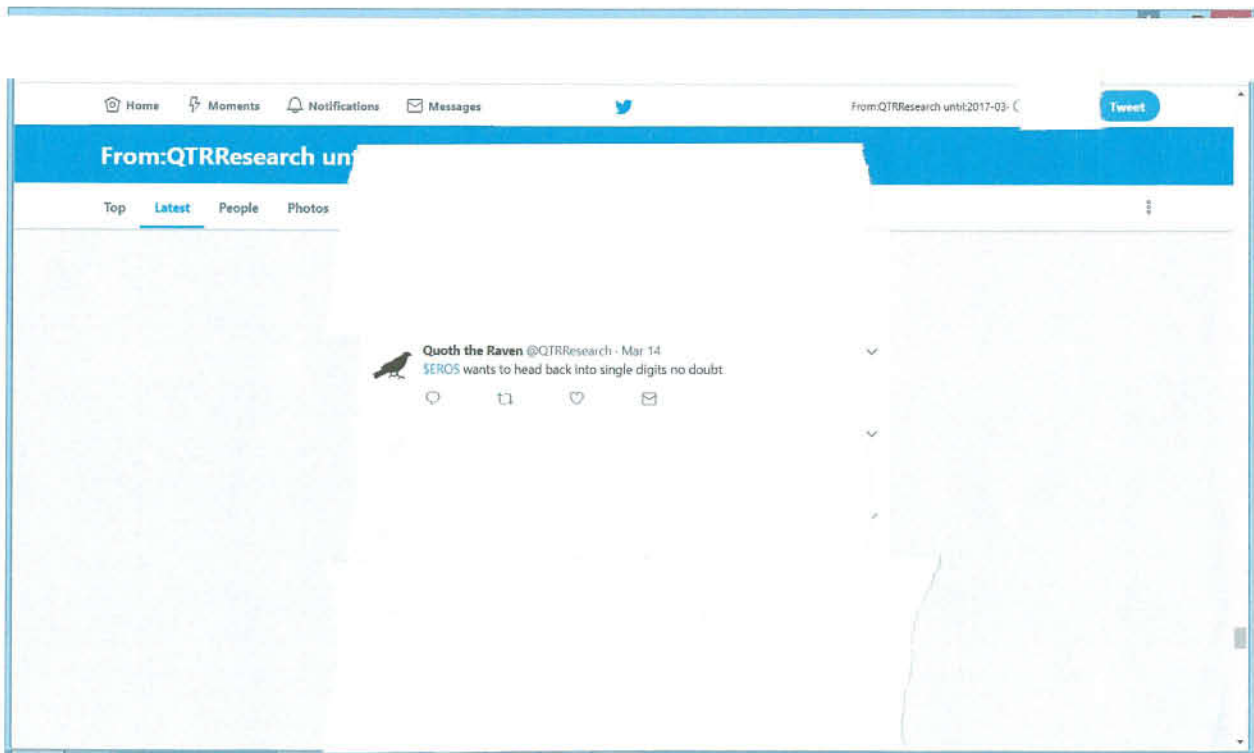 Home Moments Notifications Messages From:QTRResearch until:2017-03- Tweet
From:QTRResearch un
Top Latest People Photos
Quoth the Raven @QTRResearch · Mar 14
$EROS wants to head back into single digits no doubt